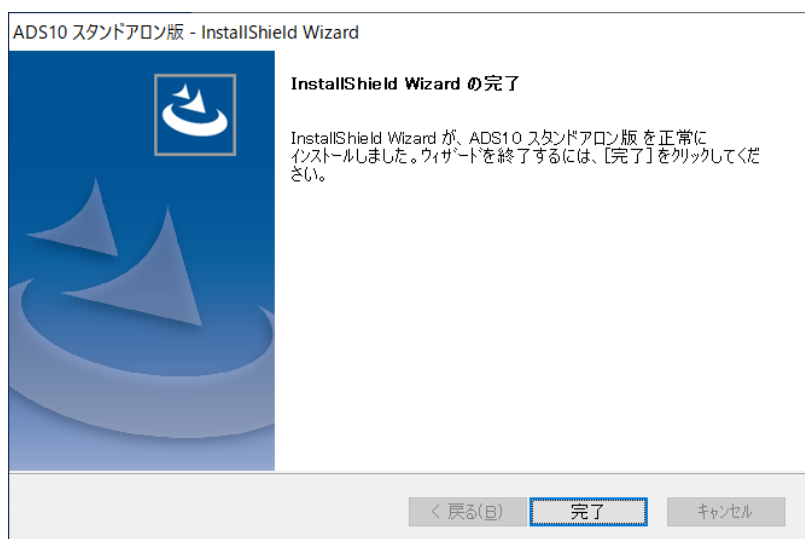 ADS10 スタンドアロン版 - InstallShield Wizard
InstallShield Wizard の完了
InstallShield Wizard が、ADS10 スタンドアロン版 を正常に
インストールしました。ウィザードを終了するには、[完了] をクリックしてくだ
さい。
< 戻る(B) 完了 キャンセル